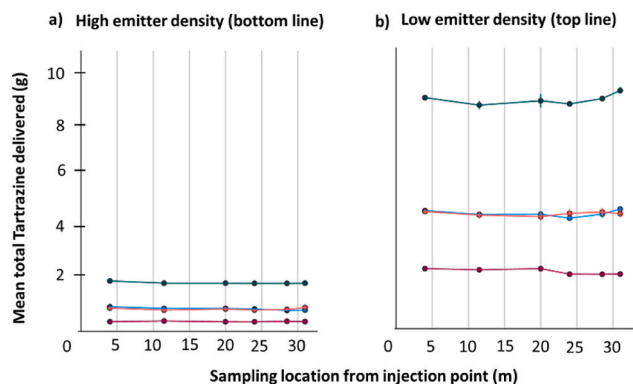 a) High emitter density (bottom line)
b) Low emitter density (top line)
Mean total Tartrazine delivered (g)
10
8
6
4
2
0 5 10 15 20 25 30
0 5 10 15 20 25 30
Sampling location from injection point (m)